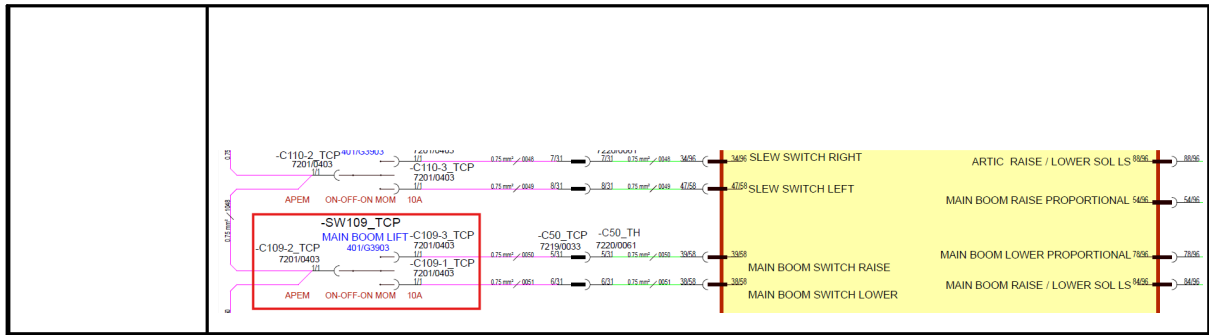 0.75
-C110-2_TCP
7201/0403
1/1
401/G3903
7201/0403
1/1
0.75 mm² / 0048
7/31
7220/0061
7/31
0.75 mm² / 0048
34/96
34/96
SLEW SWITCH RIGHT
ARTIC RAISE / LOWER SOL LS
88/96
88/96
-C110-3_TCP
7201/0403
1/1
0.75 mm² / 0049
8/31
8/31
0.75 mm² / 0049
47/58
47/58
SLEW SWITCH LEFT
MAIN BOOM RAISE PROPORTIONAL
54/96
54/96
APEM ON-OFF-ON MOM 10A
0.75 mm² / 1048
-SW109_TCP
MAIN BOOM LIFT
401/G3903
-C109-2_TCP
7201/0403
1/1
-C109-3_TCP
7201/0403
1/1
0.75 mm² / 0050
-C50_TCP
7219/0033
5/31
-C50_TH
7220/0061
5/31
0.75 mm² / 0050
39/58
39/58
MAIN BOOM SWITCH RAISE
MAIN BOOM LOWER PROPORTIONAL
78/96
78/96
-C109-1_TCP
7201/0403
1/1
0.75 mm² / 0051
6/31
6/31
0.75 mm² / 0051
38/58
38/58
MAIN BOOM SWITCH LOWER
MAIN BOOM RAISE / LOWER SOL LS
84/96
84/96
APEM ON-OFF-ON MOM 10A